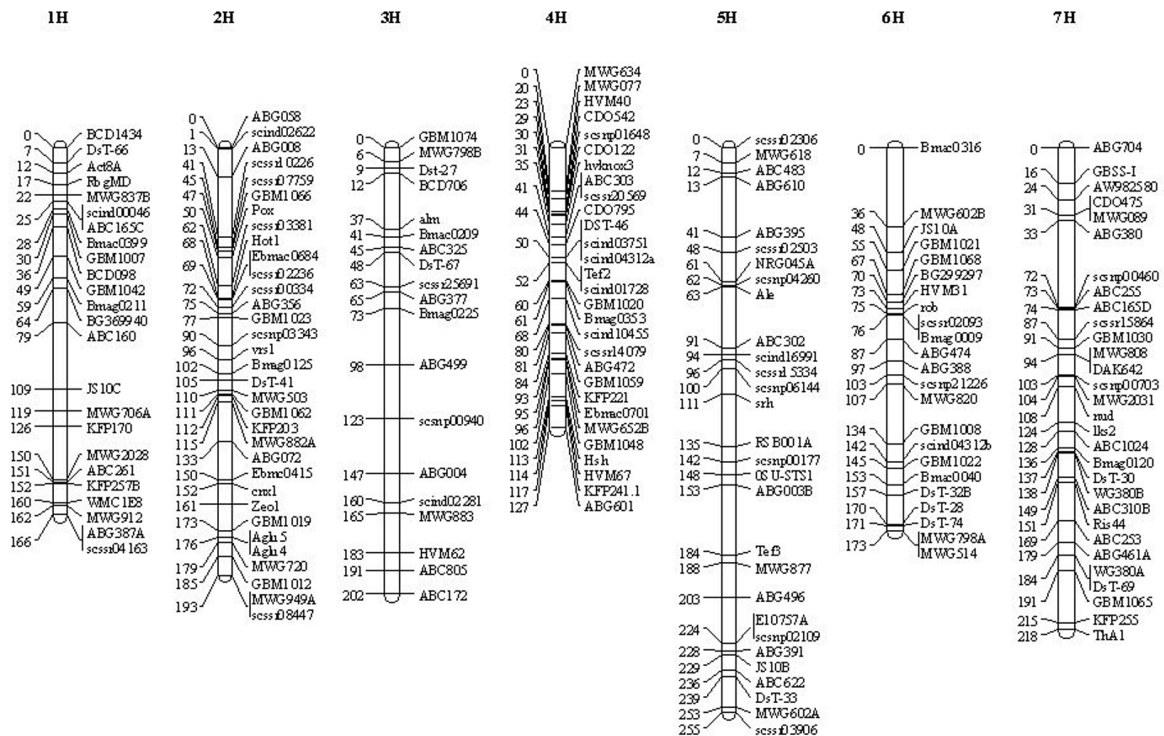 1H
0 BCD1434
7 DsT-66
12 Act8A
17 RbgMD
22 MWG837B
25 scind00046
ABC165C
28 Bmac0399
30 GBM1007
36 BCD098
49 GBM1042
59 Bmag0211
64 BG369940
79 ABC160
109 JS10C
119 MWG706A
126 KFP170
150 MWG2028
151 ABC261
152 KFP257B
160 WMC1E8
162 MWG912
166 ABG387A
scssr04163
2H
0 ABG058
1 scind02622
13 ABG008
41 scssr10226
45 scssr07759
47 GBM1066
50 Pox
62 scssr03381
68 Hot1
69 Ebmac0684
scssr02236
72 scssr00334
75 ABG356
77 GBM1023
90 scsnp03343
96 vrs1
102 Bmag0125
105 DsT-41
110 MWG503
111 GBM1062
112 KFP203
115 MWG882A
133 ABG072
150 Ebmc0415
152 cnx1
161 Zeo1
173 GBM1019
176 Aglu5
Aglu4
179 MWG720
185 GBM1012
193 MWG949A
scssr08447
3H
0 GBM1074
6 MWG798B
9 Dst-27
12 BCD706
37 alm
41 Bmac0209
45 ABC325
48 DsT-67
63 scssr25691
65 ABG377
73 Bmag0225
98 ABG499
123 scsnp00940
147 ABG004
160 scind02281
165 MWG883
183 HVM62
191 ABC805
202 ABC172
4H
0 MWG634
20 MWG077
23 HVM40
29 CDO542
30 scsnp01648
31 CDO122
35 hvknox3
41 ABC303
scssr20569
44 CDO795
50 DST-46
scind03751
scind04312a
52 Tef2
scind01728
60 GBM1020
61 Bmag0353
68 scind10455
80 scssr14079
81 ABG472
84 GBM1059
93 KFP221
95 Ebmac0701
96 MWG652B
102 GBM1048
113 Hsh
114 HVM67
117 KFP241.1
127 ABG601
5H
0 scssr02306
7 MWG618
12 ABC483
13 ABG610
41 ABG395
48 scssr02503
61 NRG045A
62 scsnp04260
63 Ale
91 ABC302
94 scind16991
96 scssr15334
100 scsnp06144
111 srh
135 RSB001A
142 scsnp00177
148 OSU-STS1
153 ABG003B
184 Tef3
188 MWG877
203 ABG496
224 E10757A
scsnp02109
228 ABG391
229 JS10B
236 ABC622
239 DsT-33
253 MWG602A
255 scssr03906
6H
0 Bmac0316
36 MWG602B
48 JS10A
55 GBM1021
67 GBM1068
70 BG299297
73 HVM31
75 rob
76 scssr02093
Bmag0009
87 ABG474
97 ABG388
103 scsnp21226
107 MWG820
134 GBM1008
142 scind04312b
145 GBM1022
153 Bmac0040
157 DsT-32B
170 DsT-28
171 DsT-74
173 MWG798A
MWG514
7H
0 ABG704
16 GBSS-I
24 AW982580
31 CDO475
MWG089
33 ABG380
72 scsnp00460
73 ABC255
74 ABC165D
87 scssr15864
91 GBM1030
94 MWG808
DAK642
103 scsnp00703
104 MWG2031
108 nud
124 lks2
128 ABC1024
136 Bmag0120
137 DsT-30
138 WG380B
149 ABC310B
151 Ris44
169 ABC253
179 ABG461A
184 WG380A
DsT-69
191 GBM1065
215 KFP255
218 ThA1